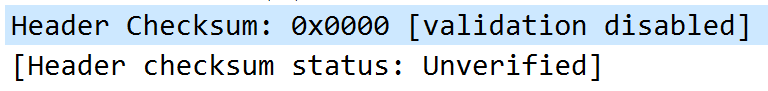 Header Checksum: 0x0000 [validation disabled]
[Header checksum status: Unverified]